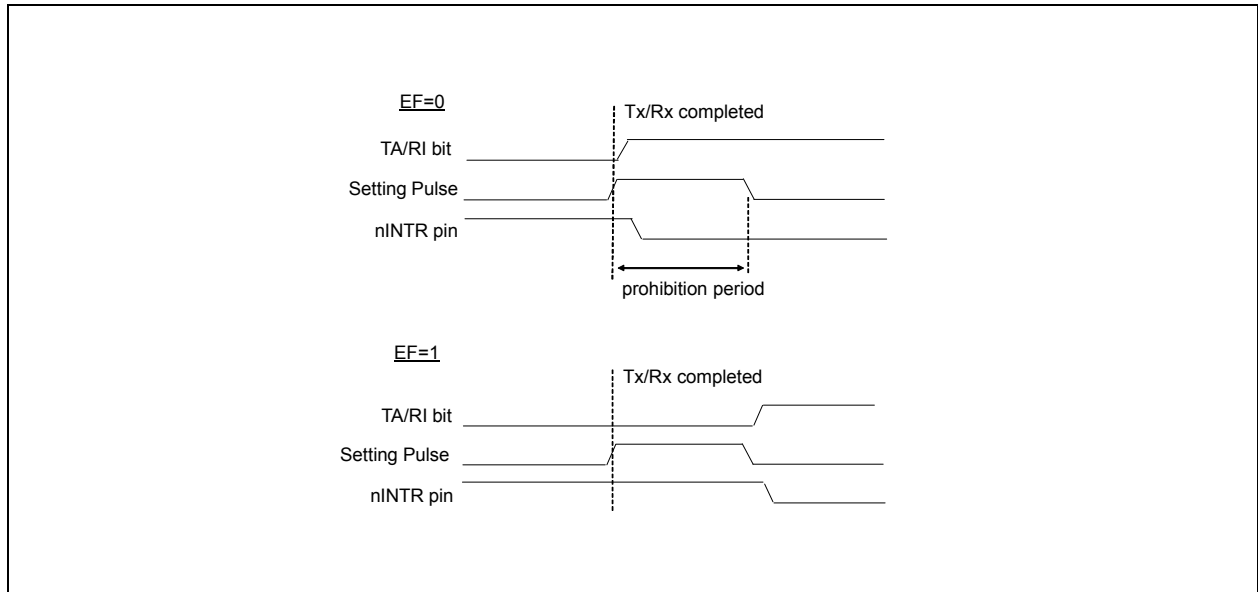 EF=0
Tx/Rx completed
TA/RI bit
Setting Pulse
nINTR pin
prohibition period
EF=1
Tx/Rx completed
TA/RI bit
Setting Pulse
nINTR pin